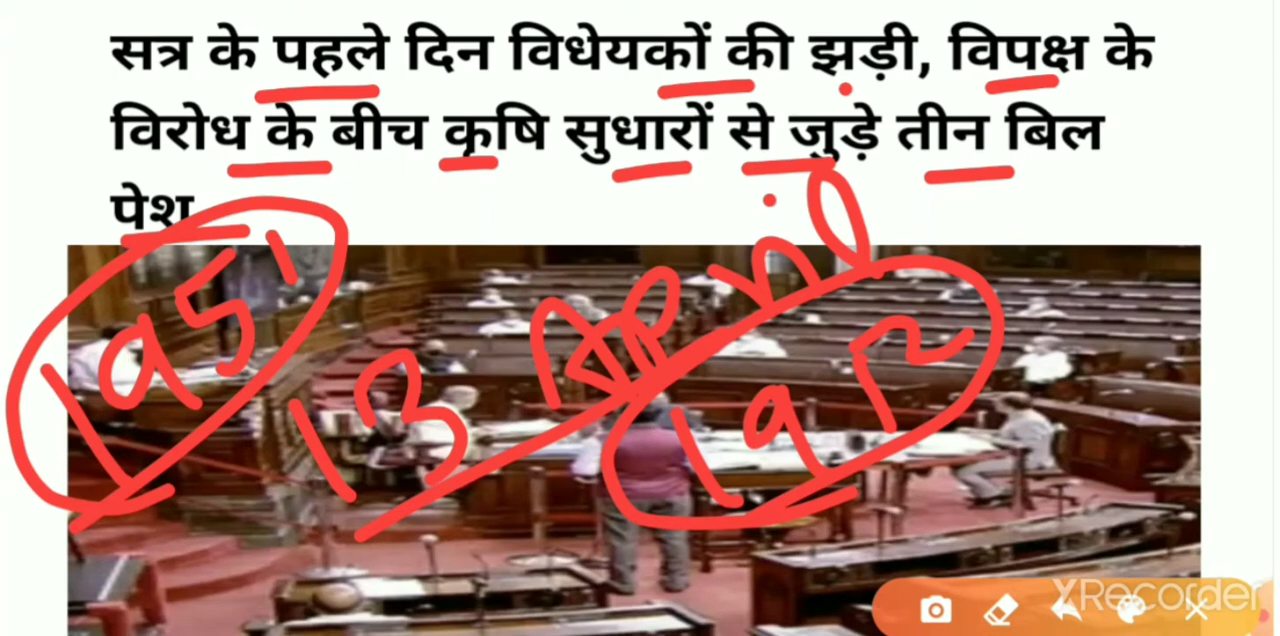 सत्र के पहले दिन विधेयकों की झड़ी, विपक्ष के
विरोध के बीच कृषि सुधारों से जुड़े तीन बिल
पेश
1951
13 April
1952
XRecorder